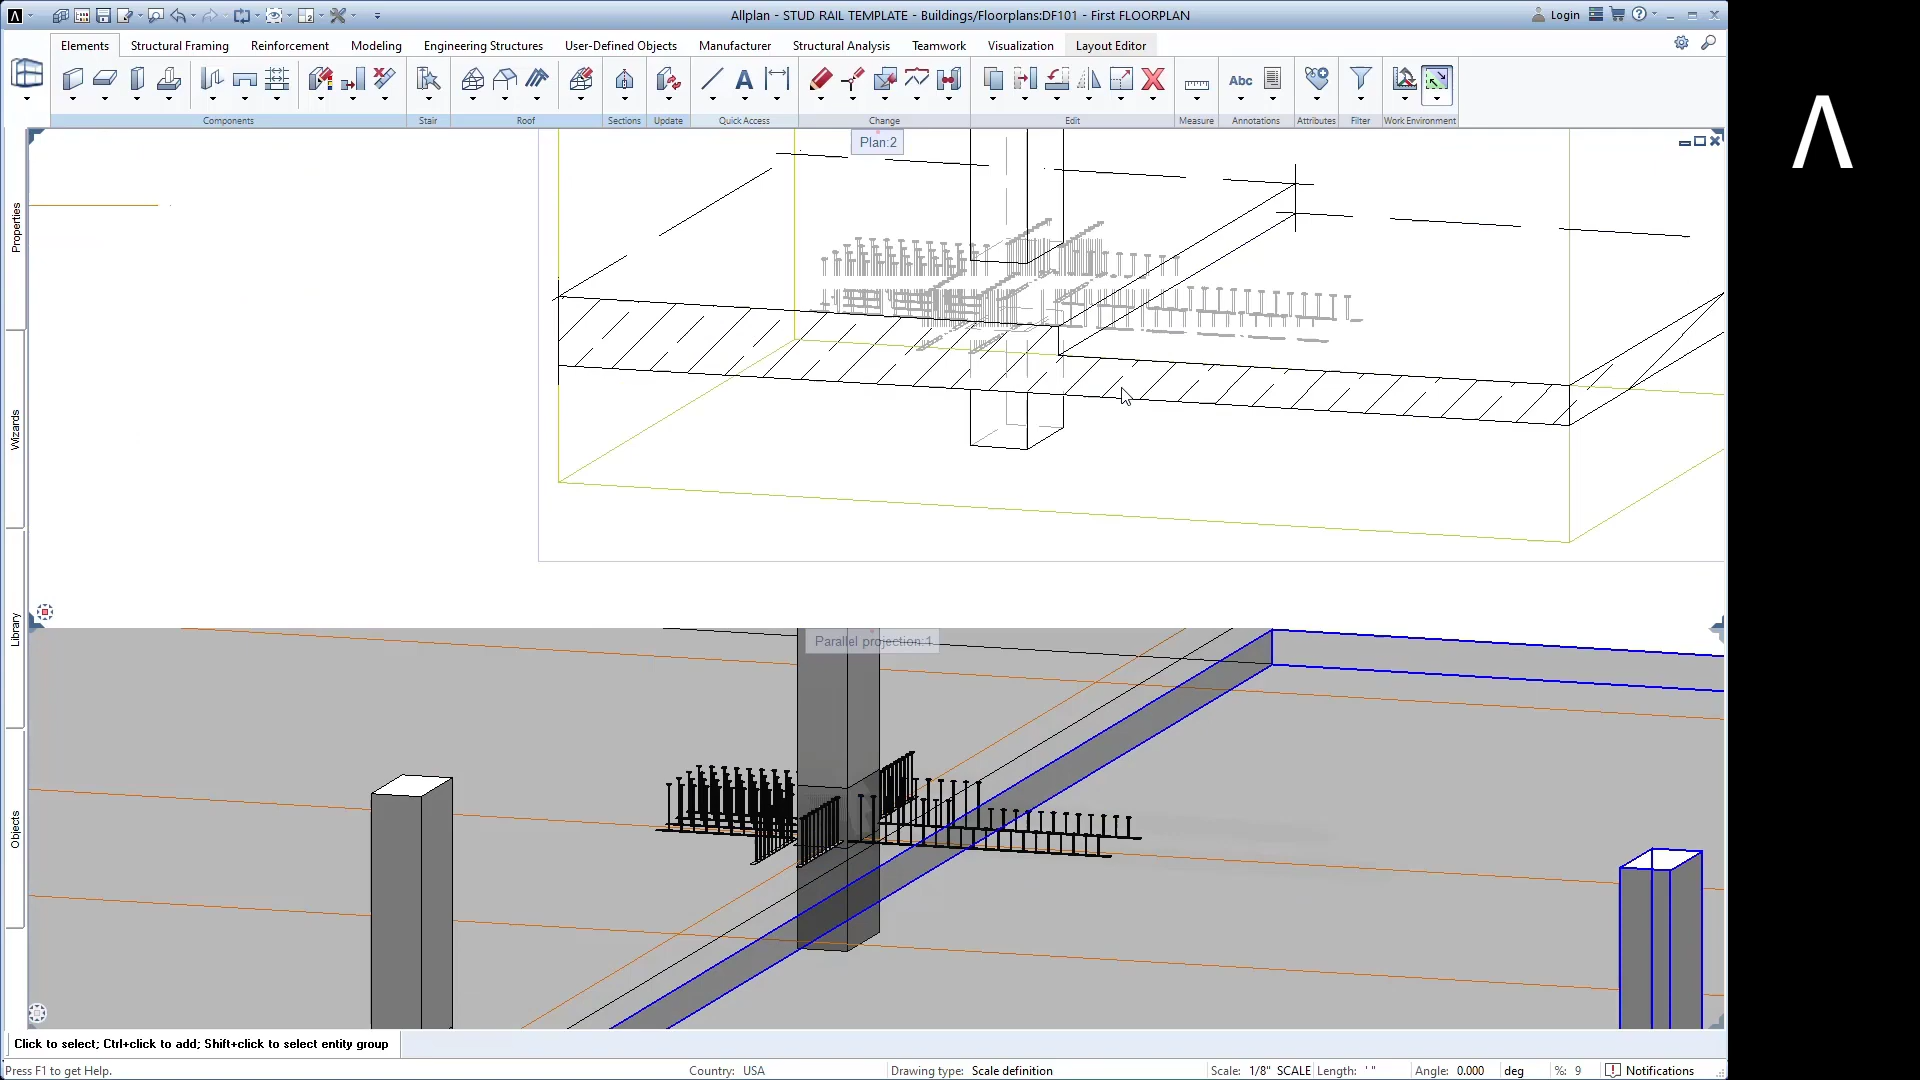 Allplan - STUD RAIL TEMPLATE - Buildings/Floorplans:DF101 - First FLOORPLAN
Login
Elements
Structural Framing
Reinforcement
Modeling
Engineering Structures
User-Defined Objects
Manufacturer
Structural Analysis
Teamwork
Visualization
Layout Editor
Abc
Components
Stair
Roof
Sections
Update
Quick Access
Change
Edit
Measure
Annotations
Attributes
Filter
Work Environment
Plan:2
Properties
Wizards
Library
Objects
Parallel projection:1
Click to select; Ctrl+click to add; Shift+click to select entity group
Press F1 to get Help.
Country: USA
Drawing type: Scale definition
Scale: 1/8" SCALE
Length: ' "
Angle: 0.000 deg
%: 9
Notifications